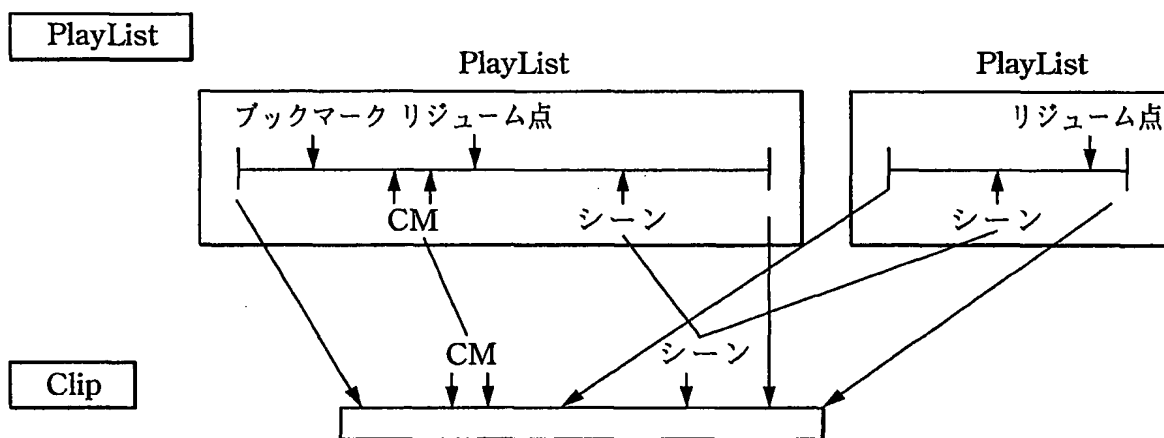 PlayList
PlayList PlayList
ブックマーク リジューム点 リジューム点
CM シーン シーン
CM シーン
Clip